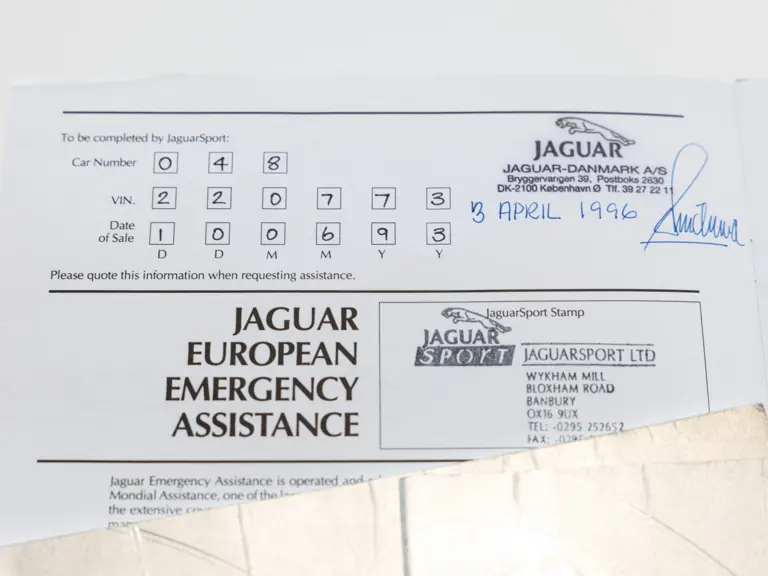 To be completed by JaguarSport:
Car Number 0 4 8
VIN. 2 2 0 7 7 3
Date of Sale 1 0 0 6 9 3
D D M M Y Y
Please quote this information when requesting assistance.
JAGUAR
JAGUAR-DANMARK A/S
Bryggervangen 39, Postboks 2630
DK-2100 København Ø Tlf. 39 27 22 11
3 APRIL 1996
JAGUAR
EUROPEAN
EMERGENCY
ASSISTANCE
JaguarSport Stamp
JAGUAR
SPORT
JAGUARSPORT LTD
WYKHAM MILL
BLOXHAM ROAD
BANBURY
OX16 9UX
TEL: -0295 252652
FAX: -0295
Jaguar Emergency Assistance is operated and
Mondial Assistance, one of the
the extensive